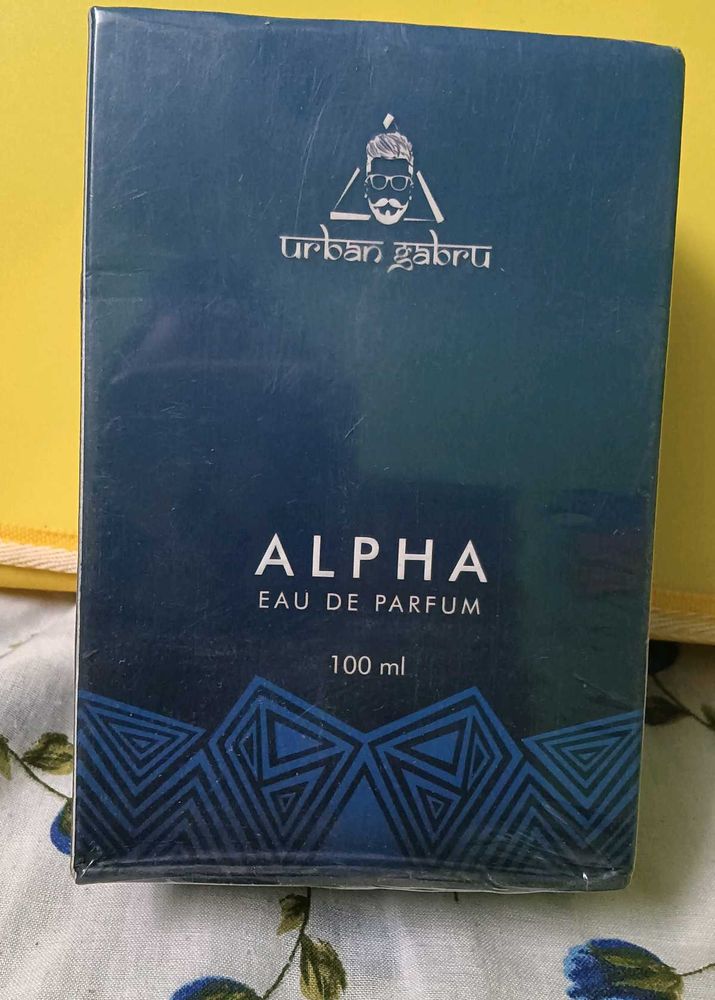 urban gabru
ALPHA
EAU DE PARFUM
100 ml